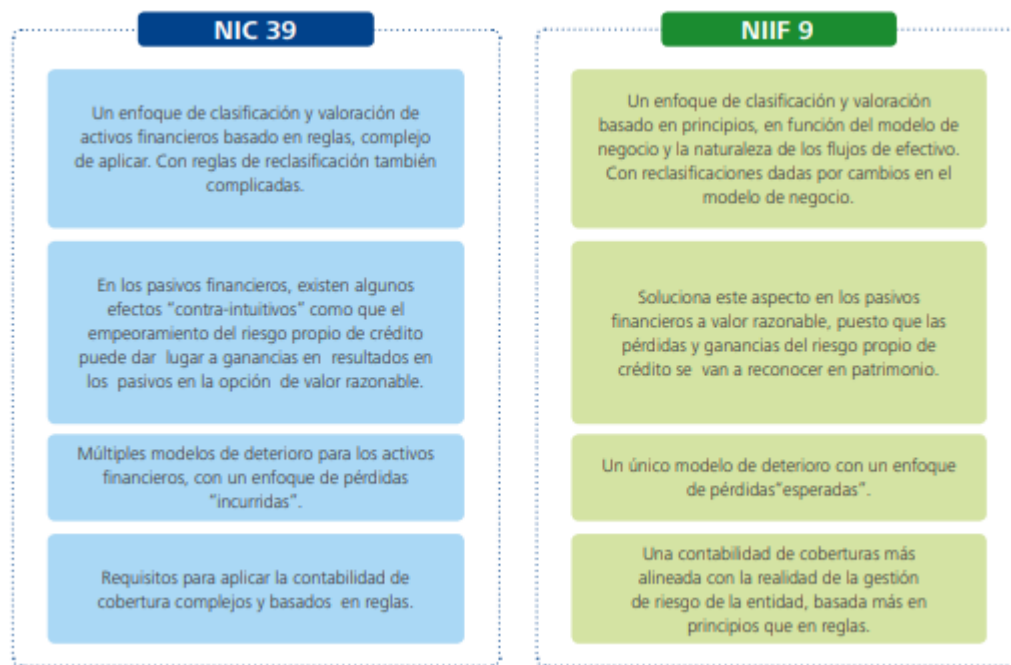 NIC 39
Un enfoque de clasificación y valoración de
activos financieros basado en reglas, complejo
de aplicar. Con reglas de reclasificación también
complicadas.
En los pasivos financieros, existen algunos
efectos "contra-intuitivos" como que el
empeoramiento del riesgo propio de crédito
puede dar lugar a ganancias en resultados en
los pasivos en la opción de valor razonable.
Múltiples modelos de deterioro para los activos
financieros, con un enfoque de pérdidas
"incurridas".
Requisitos para aplicar la contabilidad de
cobertura complejos y basados en reglas.
NIIF 9
Un enfoque de clasificación y valoración
basado en principios, en función del modelo de
negocio y la naturaleza de los flujos de efectivo.
Con reclasificaciones dadas por cambios en el
modelo de negocio.
Soluciona este aspecto en los pasivos
financieros a valor razonable, puesto que las
pérdidas y ganancias del riesgo propio de
crédito se van a reconocer en patrimonio.
Un único modelo de deterioro con un enfoque
de pérdidas"esperadas".
Una contabilidad de coberturas más
alineada con la realidad de la gestión
de riesgo de la entidad, basada más en
principios que en reglas.